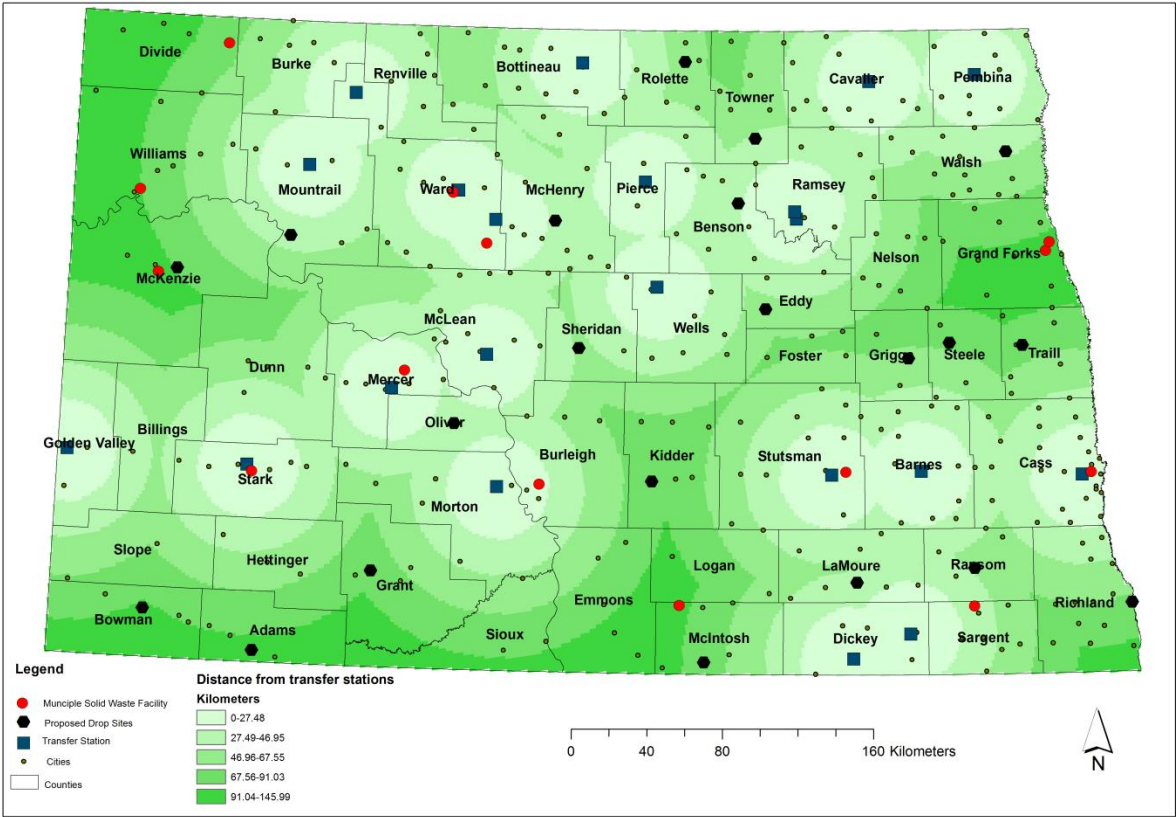 Divide
Burke
Renville
Bottineau
Rolette
Towner
Cavalier
Pembina
Williams
Mountrail
Ward
McHenry
Pierce
Benson
Ramsey
Walsh
Nelson
Grand Forks
McKenzie
McLean
Sheridan
Wells
Eddy
Foster
Griggs
Steele
Traill
Dunn
Mercer
Oliver
Golden Valley
Billings
Stark
Morton
Burleigh
Kidder
Stutsman
Barnes
Cass
Slope
Hettinger
Grant
Bowman
Adams
Sioux
Emmons
Logan
LaMoure
Ransom
Richland
McIntosh
Dickey
Sargent
Legend
Munciple Solid Waste Facility
Proposed Drop Sites
Transfer Station
Cities
Counties
Distance from transfer stations
Kilometers
0-27.48
27.49-46.95
46.96-67.55
67.56-91.03
91.04-145.99
0 40 80 160 Kilometers
N